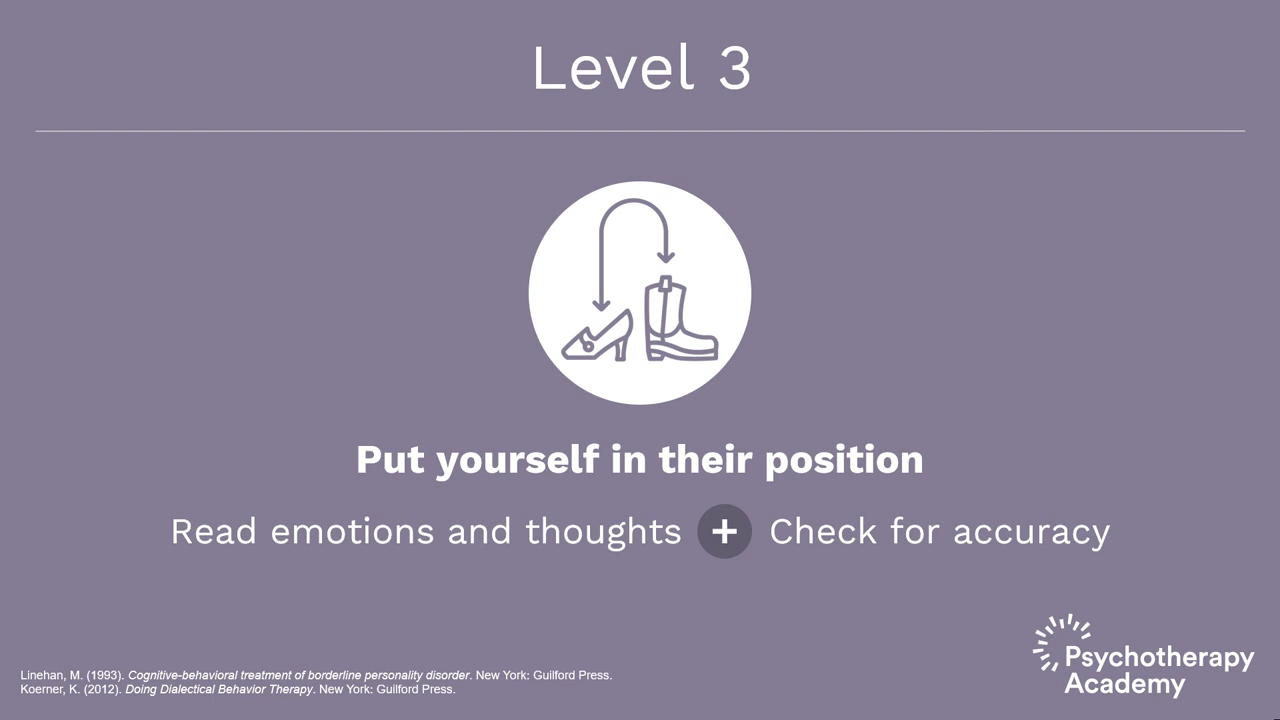 Level 3
Put yourself in their position
Read emotions and thoughts + Check for accuracy
Linehan, M. (1993). Cognitive-behavioral treatment of borderline personality disorder. New York: Guilford Press.
Koerner, K. (2012). Doing Dialectical Behavior Therapy. New York: Guilford Press.
Psychotherapy
Academy